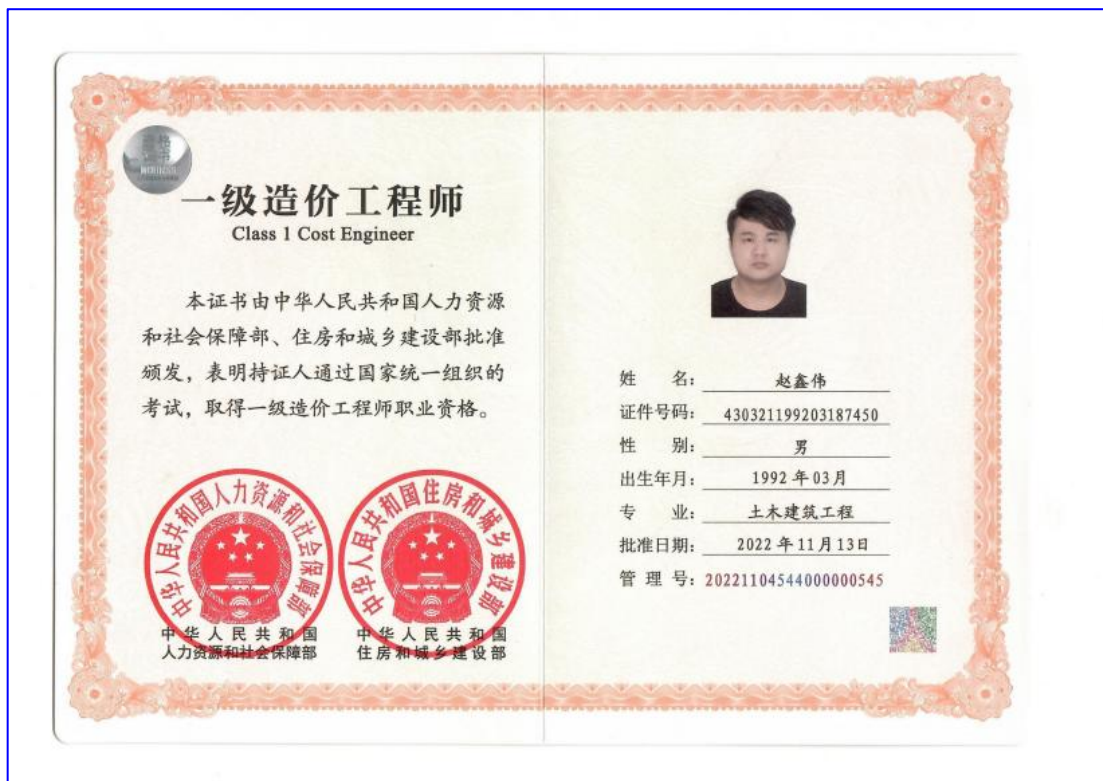 一级造价工程师
Class 1 Cost Engineer
本证书由中华人民共和国人力资源
和社会保障部、住房和城乡建设部批准
颁发，表明持证人通过国家统一组织的
考试，取得一级造价工程师职业资格。
中华人民共和国人力资源和社会保障部
中华人民共和国住房和城乡建设部
中华人民共和国
人力资源和社会保障部
中华人民共和国
住房和城乡建设部
姓 名： 赵鑫伟
证件号码： 430321199203187450
性 别： 男
出生年月： 1992年03月
专 业： 土木建筑工程
批准日期： 2022年11月13日
管 理 号： 20221104544000000545